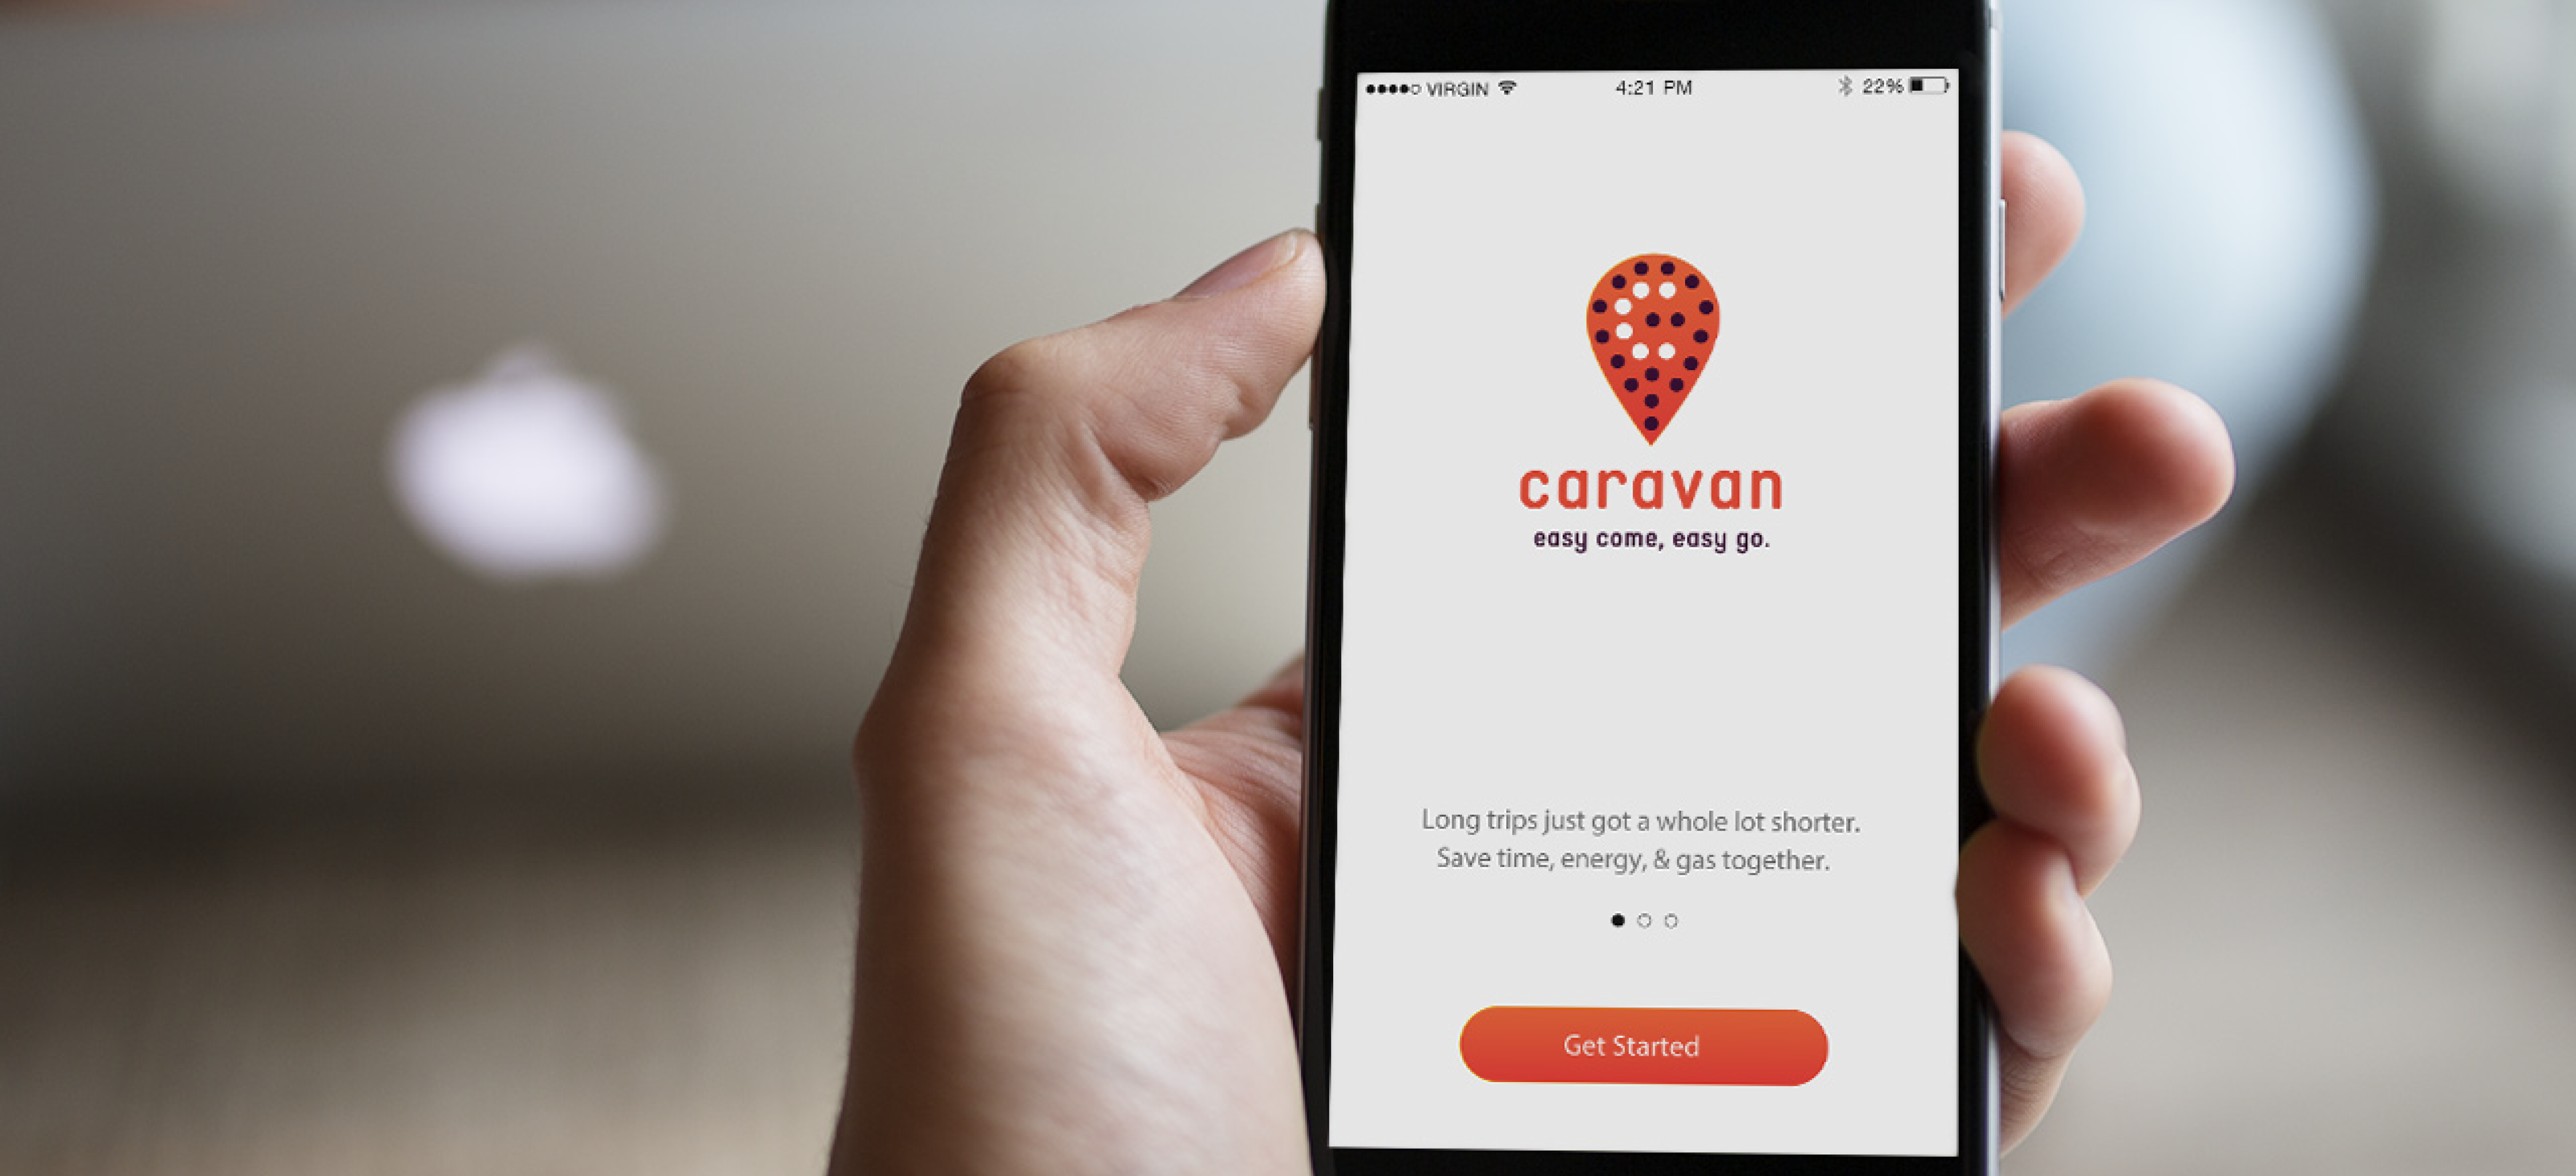 VIRGIN 4:21 PM 22%
caravan
easy come, easy go.
Long trips just got a whole lot shorter.
Save time, energy, & gas together.
Get Started